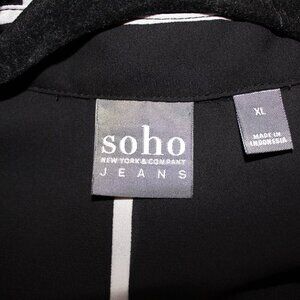 soho
NEW YORK & COMPANY
JEANS
XL
MADE IN
INDONESIA